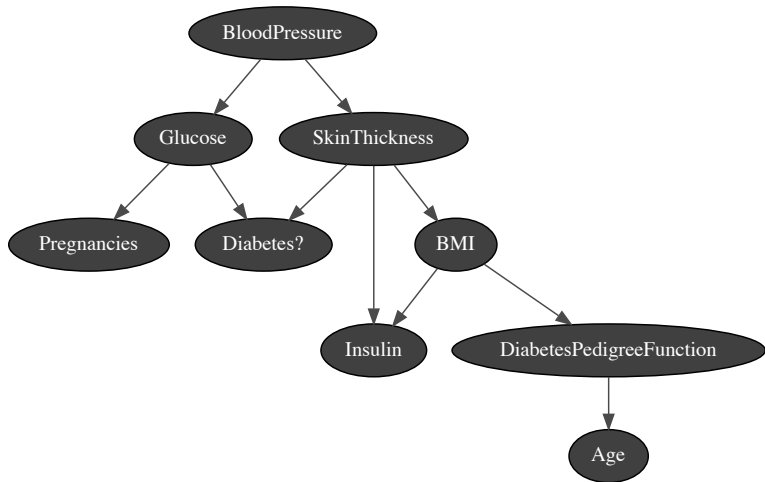 BloodPressure
Glucose
SkinThickness
Pregnancies
Diabetes?
BMI
Insulin
DiabetesPedigreeFunction
Age